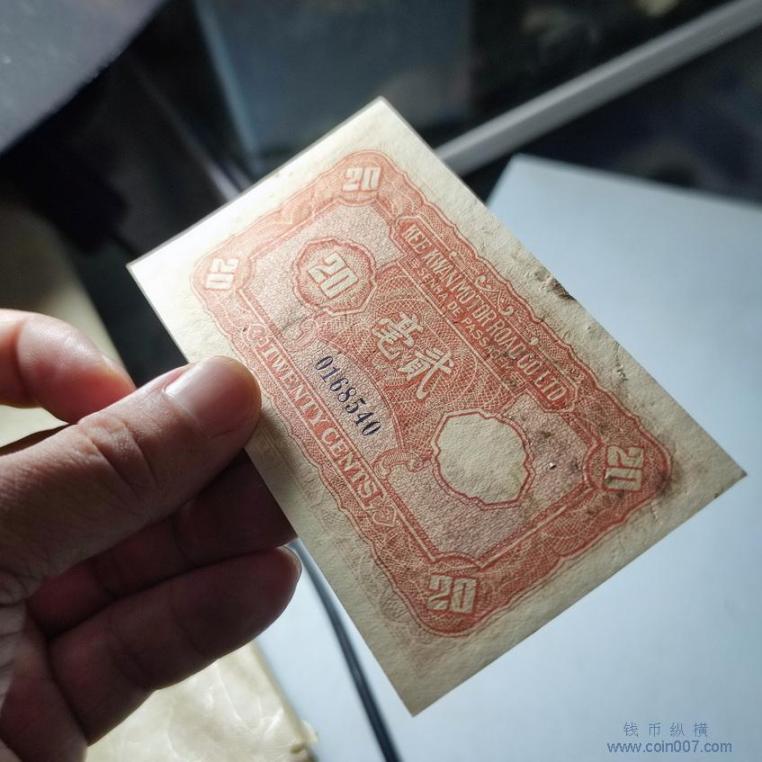 20
20
KEE KWAN MOTOR ROAD CO LTD
20
毫貳
0168540
TWENTY CENTS
20
20
钱币纵横
www.coin007.com